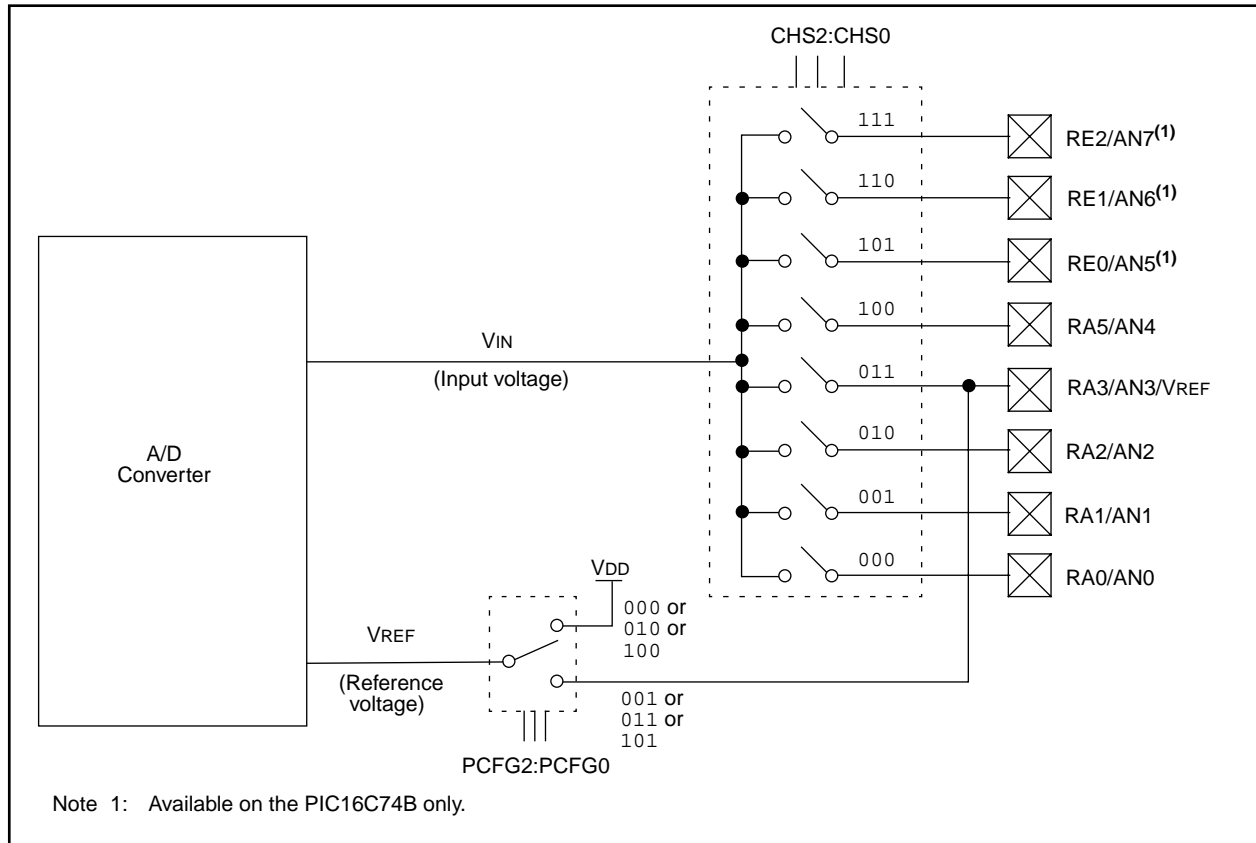 CHS2:CHS0
111
RE2/AN7(1)
110
RE1/AN6(1)
101
RE0/AN5(1)
100
RA5/AN4
VIN
(Input voltage)
011
RA3/AN3/VREF
A/D
Converter
010
RA2/AN2
001
RA1/AN1
000
RA0/AN0
VDD
000 or
010 or
100
VREF
(Reference
voltage)
001 or
011 or
101
PCFG2:PCFG0
Note 1: Available on the PIC16C74B only.